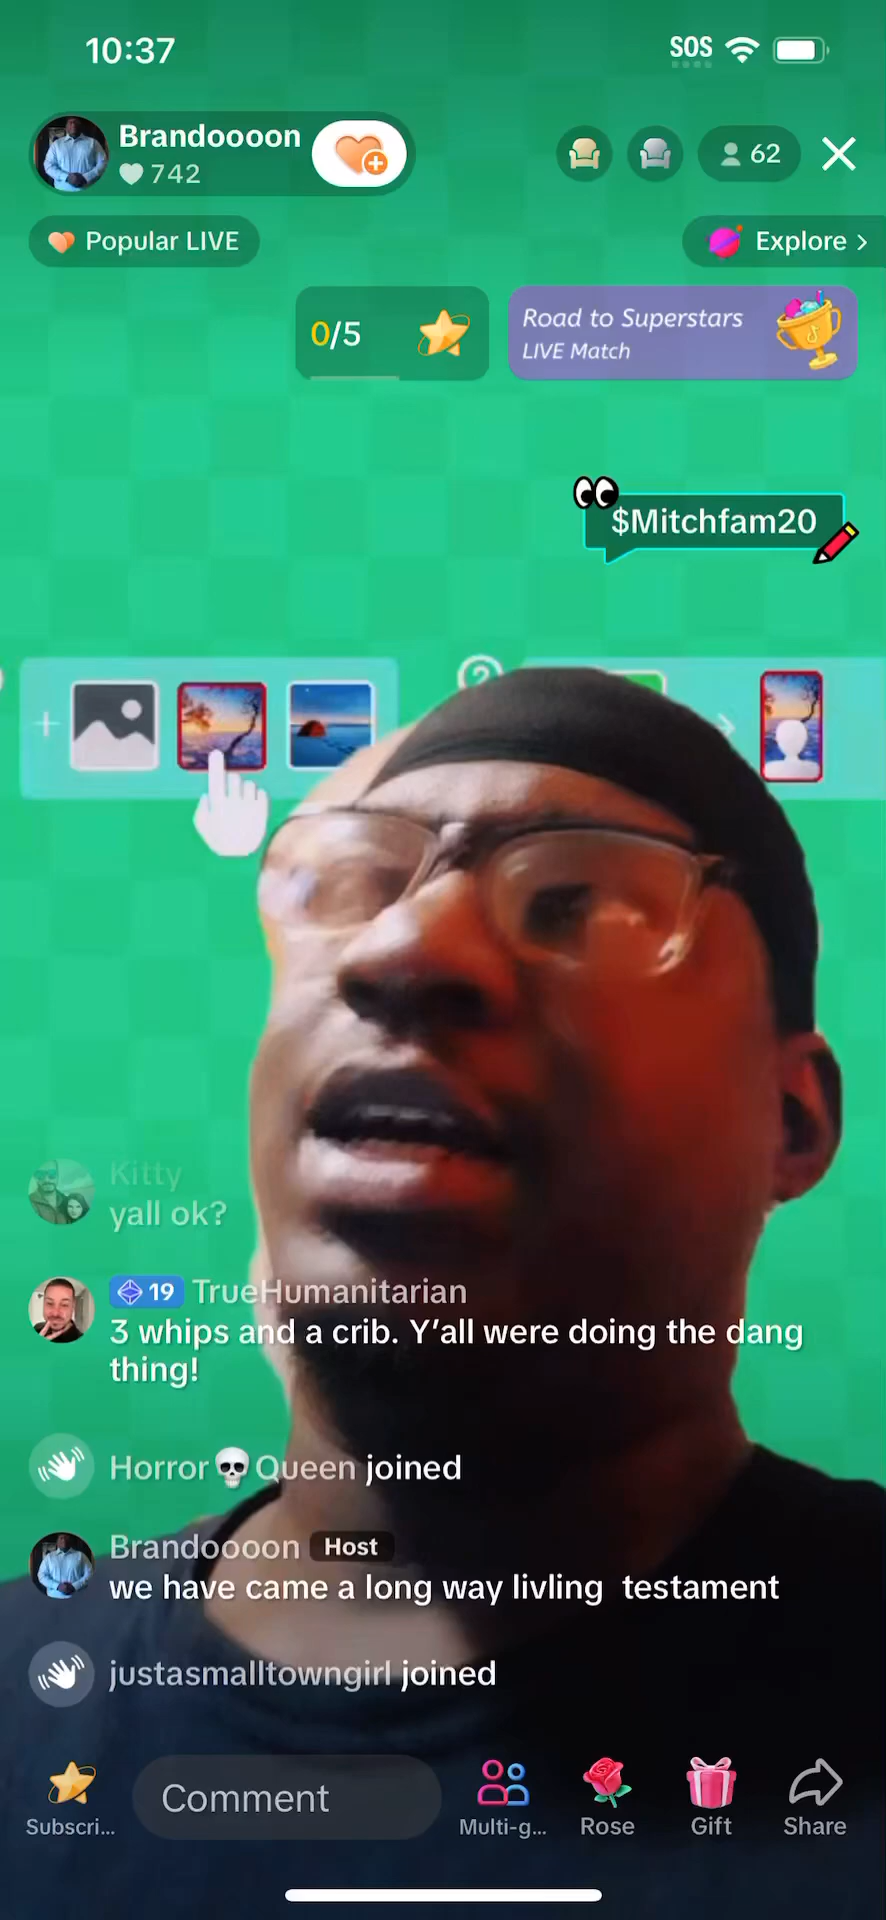 10:37
SOS
Brandoooon
742
62
Popular LIVE
Explore >
0/5
Road to Superstars
LIVE Match
$Mitchfam20
2
Kitty
yall ok?
19 TrueHumanitarian
3 whips and a crib. Y’all were doing the dang
thing!
Horror💀Queen joined
Brandoooon Host
we have came a long way livling  testament
justasmalltowngirl joined
Subscri...
Comment
Multi-g...
Rose
Gift
Share